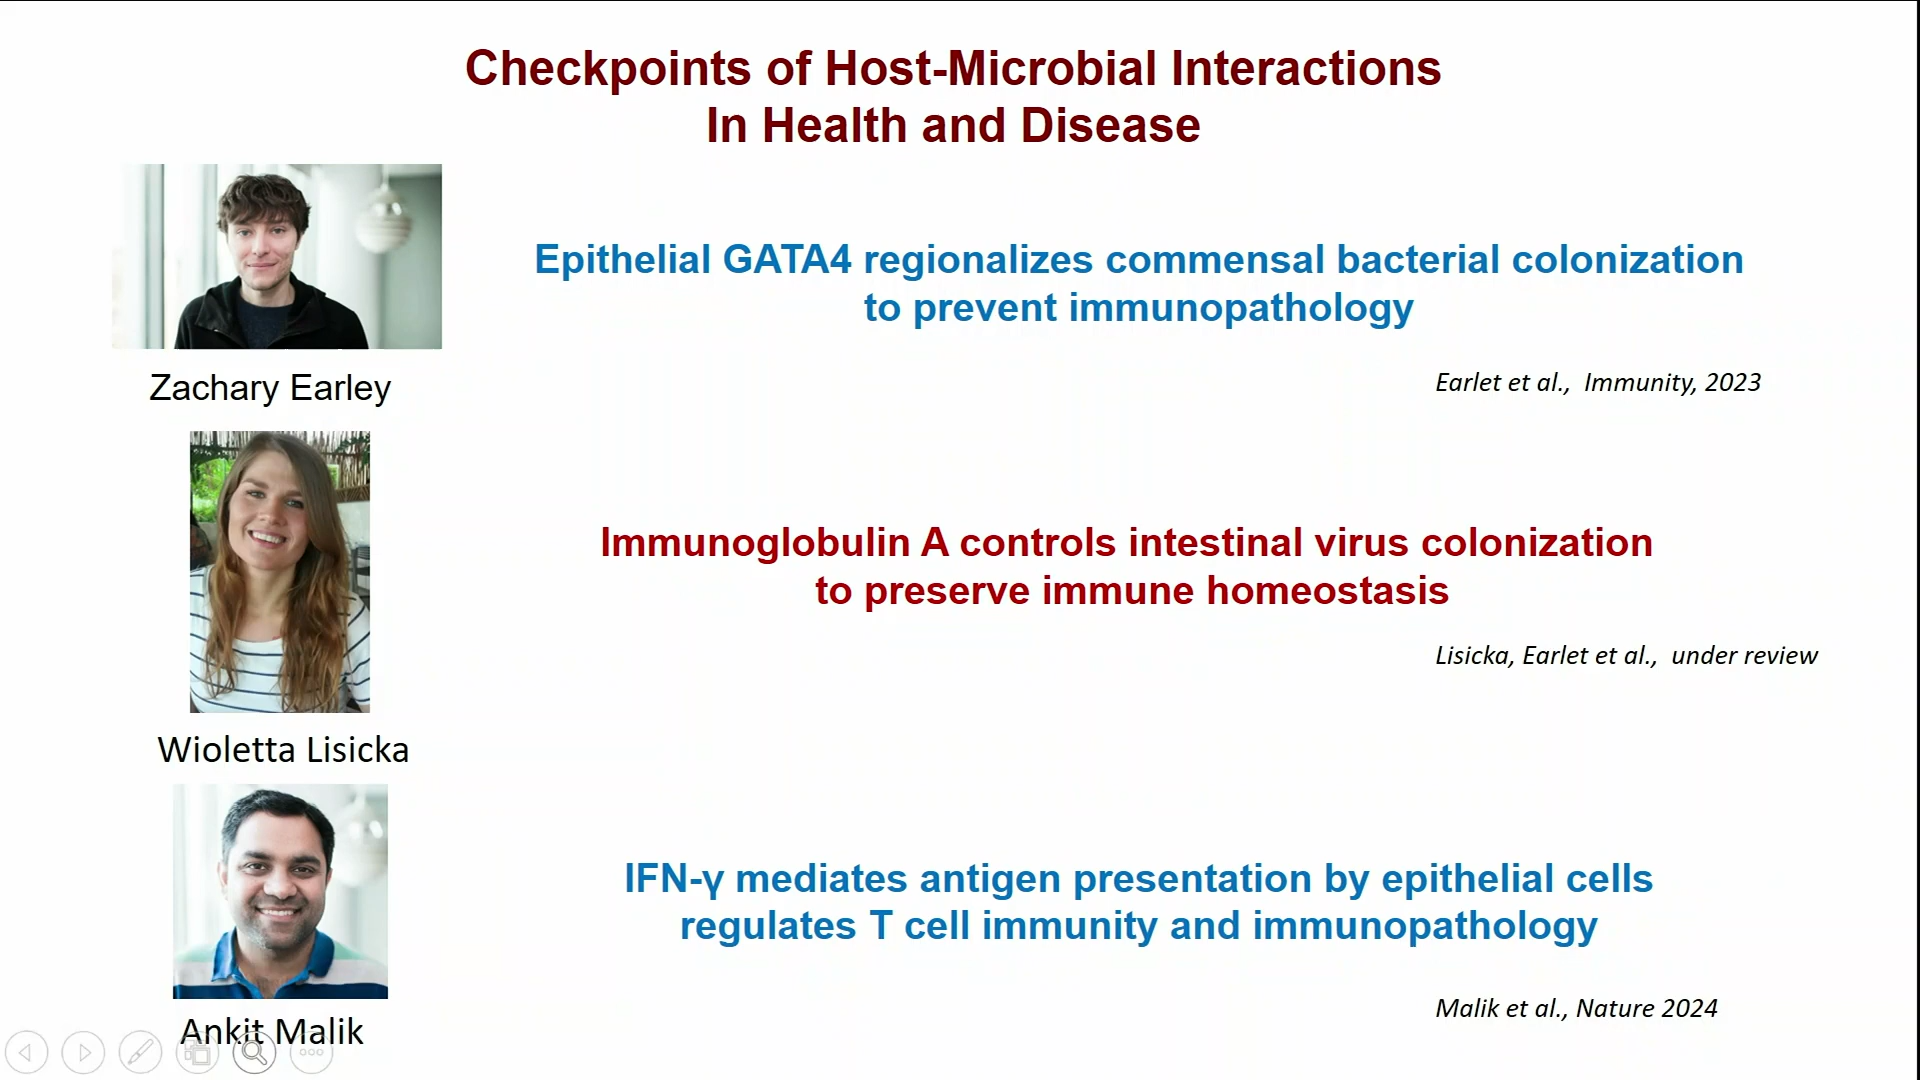 Checkpoints of Host-Microbial Interactions
In Health and Disease
Epithelial GATA4 regionalizes commensal bacterial colonization
to prevent immunopathology
Zachary Earley
Earlet et al.,  Immunity, 2023
Immunoglobulin A controls intestinal virus colonization
to preserve immune homeostasis
Lisicka, Earlet et al.,  under review
Wioletta Lisicka
IFN-γ mediates antigen presentation by epithelial cells
regulates T cell immunity and immunopathology
Malik et al., Nature 2024
Ankit Malik